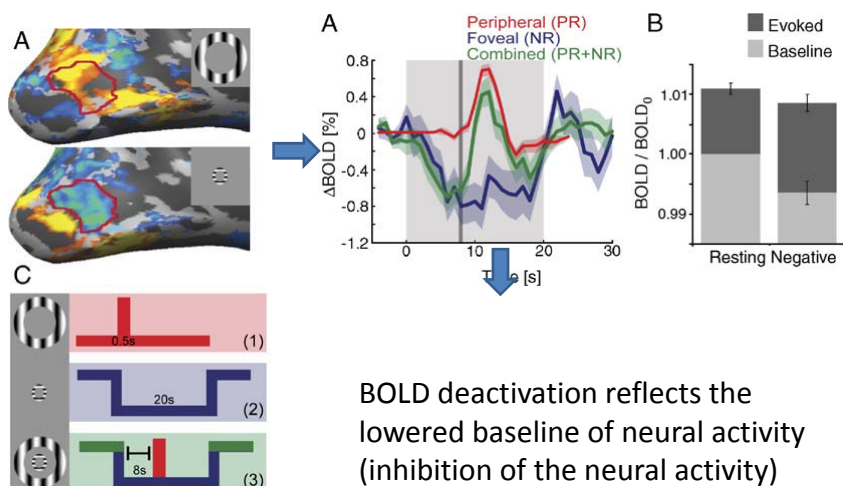 A
C
0.5s
(1)
20s
(2)
8s
(3)
A
Peripheral (PR)
Foveal (NR)
Combined (PR+NR)
ΔBOLD [%]
0.8
0.4
0
-0.4
-0.8
-1.2
0
10
20
30
[s]
B
Evoked
Baseline
BOLD / BOLD₀
1.01
1.00
0.99
Resting Negative
BOLD deactivation reflects the
lowered baseline of neural activity
(inhibition of the neural activity)